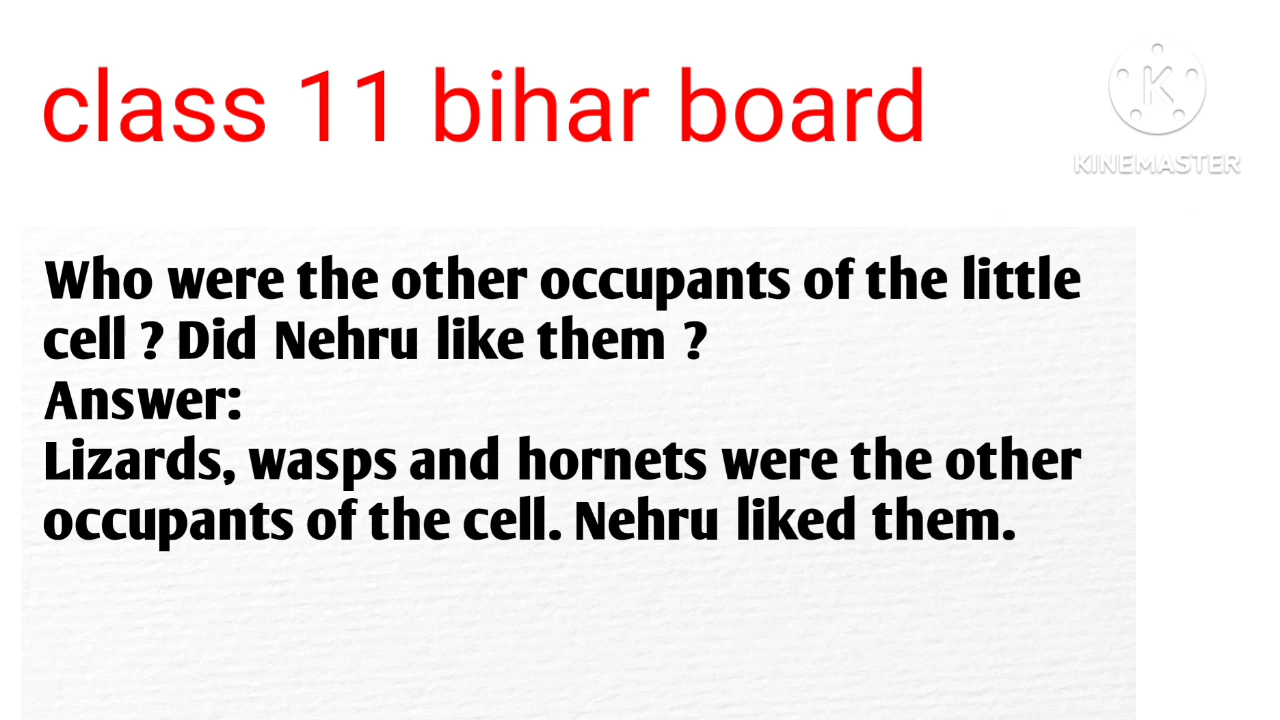 class 11 bihar board
K
KINEMASTER
Who were the other occupants of the little
cell ? Did Nehru like them ?
Answer:
Lizards, wasps and hornets were the other
occupants of the cell. Nehru liked them.